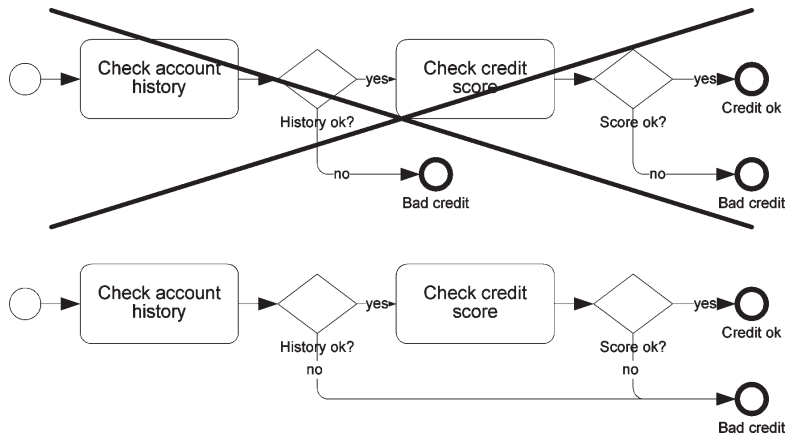 Check account
history
yes
Check credit
score
yes
History ok?
Score ok?
Credit ok
no
no
Bad credit
Bad credit
Check account
history
yes
Check credit
score
yes
History ok?
Score ok?
Credit ok
no
no
Bad credit